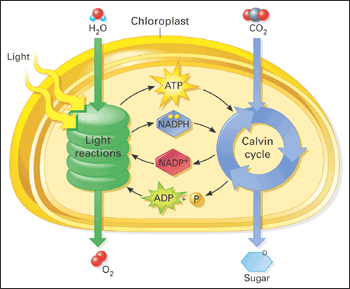 H₂O
Chloroplast
CO₂
Light
ATP
NADPH
Light
reactions
Calvin
cycle
NADP⁺
ADP + P
O₂
Sugar